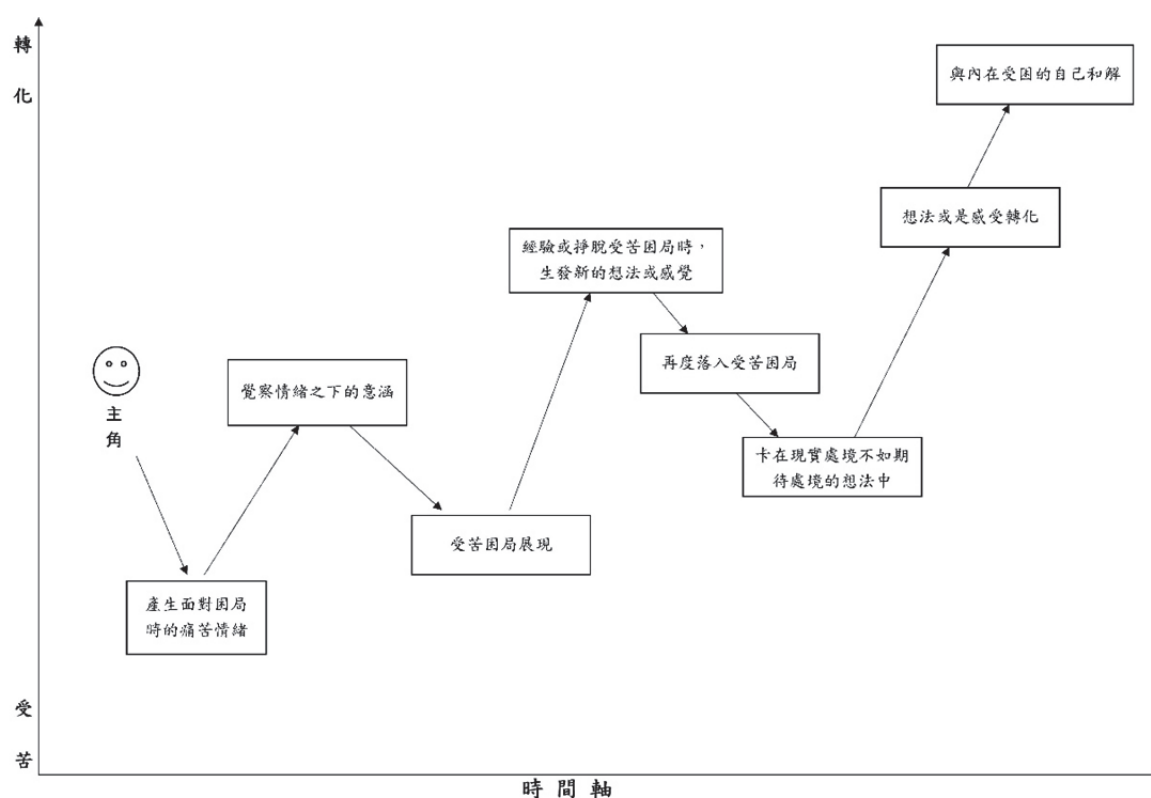 轉化
與內在受困的自己和解
想法或是感受轉化
經驗或掙脫受苦困局時，
生發新的想法或感覺
再度落入受苦困局
主角
覺察情緒之下的意涵
卡在現實處境不如期
待處境的想法中
受苦困局展現
產生面對困局
時的痛苦情緒
受苦
時間軸